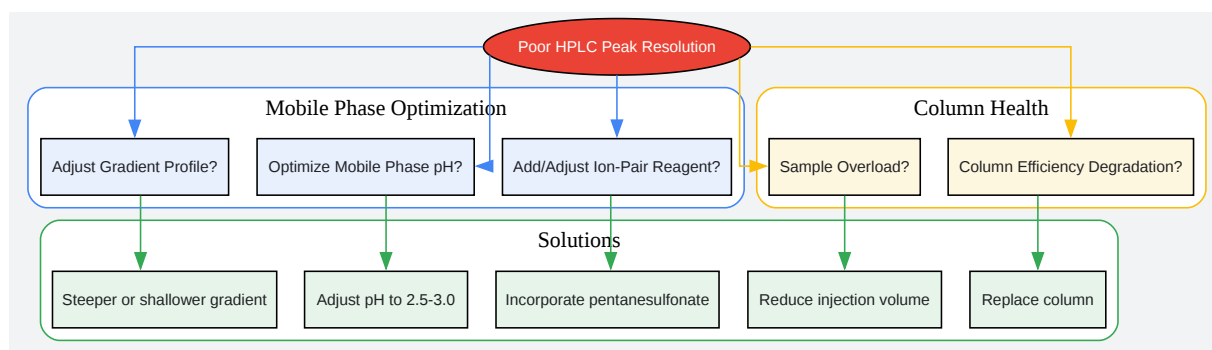 Poor HPLC Peak Resolution
Mobile Phase Optimization
Column Health
Adjust Gradient Profile?
Optimize Mobile Phase pH?
Add/Adjust Ion-Pair Reagent?
Sample Overload?
Column Efficiency Degradation?
Solutions
Steeper or shallower gradient
Adjust pH to 2.5-3.0
Incorporate pentanesulfonate
Reduce injection volume
Replace column